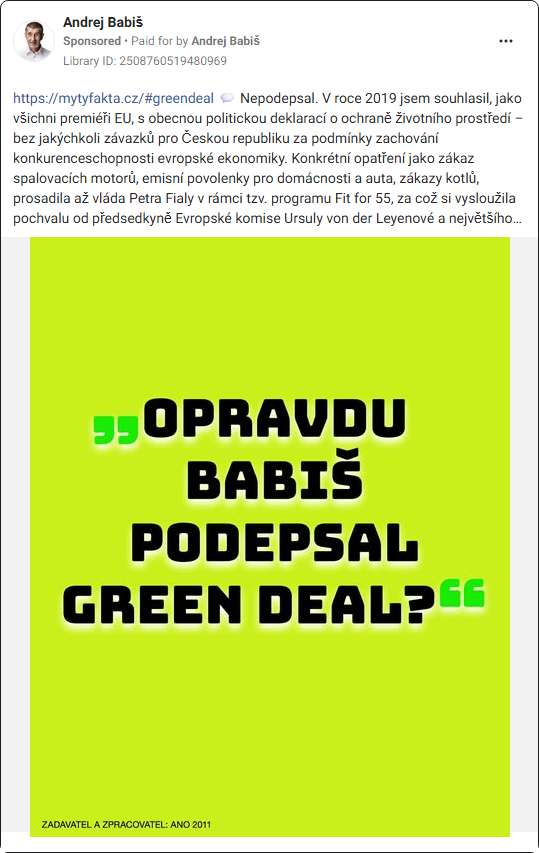 Andrej Babiš
Sponsored • Paid for by Andrej Babiš
Library ID: 2508760519480969
https://mytyfakta.cz/#greendeal 💬 Nepodepsal. V roce 2019 jsem souhlasil, jako
všichni premiéři EU, s obecnou politickou deklarací o ochraně životního prostředí –
bez jakýchkoli závazků pro Českou republiku za podmínky zachování
konkurenceschopnosti evropské ekonomiky. Konkrétní opatření jako zákaz
spalovacích motorů, emisní povolenky pro domácnosti a auta, zákazy kotlů,
prosadila až vláda Petra Fialy v rámci tzv. programu Fit for 55, za což si vysloužila
pochvalu od předsedkyně Evropské komise Ursuly von der Leyenové a největšího…
„OPRAVDU
BABIŠ
PODEPSAL
GREEN DEAL?“
ZADAVATEL A ZPRACOVATEL: ANO 2011